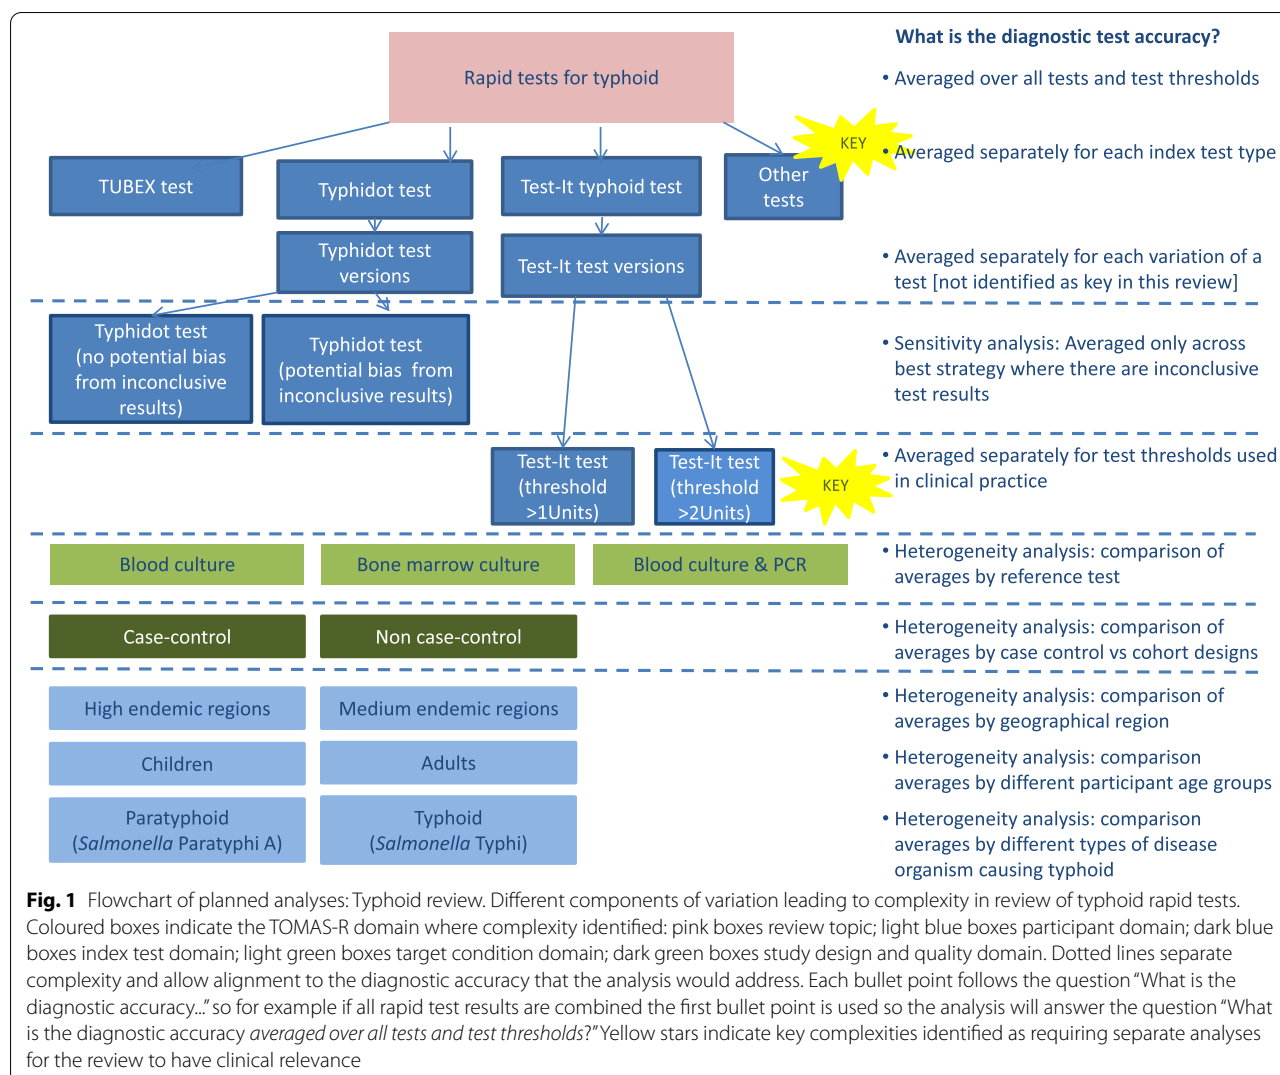 What is the diagnostic test accuracy?
Rapid tests for typhoid
• Averaged over all tests and test thresholds
KEY
• Averaged separately for each index test type
TUBEX test
Typhidot test
Test-It typhoid test
Other
tests
Typhidot test
versions
Test-It test versions
• Averaged separately for each variation of a
test [not identified as key in this review]
Typhidot test
(no potential bias
from inconclusive
results)
Typhidot test
(potential bias from
inconclusive results)
• Sensitivity analysis: Averaged only across
best strategy where there are inconclusive
test results
Test-It test
(threshold
>1Units)
Test-It test
(threshold
>2Units)
KEY
• Averaged separately for test thresholds used
in clinical practice
Blood culture
Bone marrow culture
Blood culture & PCR
• Heterogeneity analysis: comparison of
averages by reference test
Case-control
Non case-control
• Heterogeneity analysis: comparison of
averages by case control vs cohort designs
High endemic regions
Medium endemic regions
• Heterogeneity analysis: comparison of
averages by geographical region
Children
Adults
• Heterogeneity analysis: comparison
averages by different participant age groups
Paratyphoid
(Salmonella Paratyphi A)
Typhoid
(Salmonella Typhi)
• Heterogeneity analysis: comparison
averages by different types of disease
organism causing typhoid
Fig. 1 Flowchart of planned analyses: Typhoid review. Different components of variation leading to complexity in review of typhoid rapid tests.
Coloured boxes indicate the TOMAS-R domain where complexity identified: pink boxes review topic; light blue boxes participant domain; dark blue
boxes index test domain; light green boxes target condition domain; dark green boxes study design and quality domain. Dotted lines separate
complexity and allow alignment to the diagnostic accuracy that the analysis would address. Each bullet point follows the question “What is the
diagnostic accuracy...” so for example if all rapid test results are combined the first bullet point is used so the analysis will answer the question “What
is the diagnostic accuracy averaged over all tests and test thresholds?” Yellow stars indicate key complexities identified as requiring separate analyses
for the review to have clinical relevance